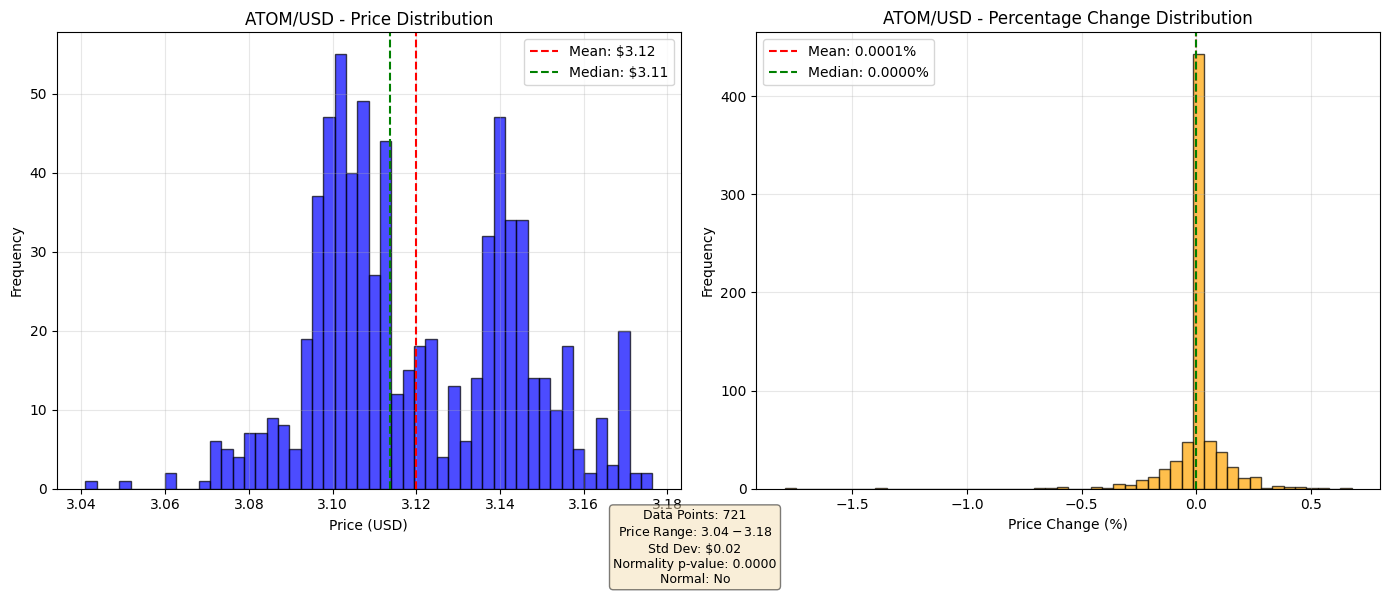 ATOM/USD - Price Distribution
Mean: $3.12
Median: $3.11
50
40
30
20
10
0
Frequency
3.04
3.06
3.08
3.10
3.12
3.14
3.16
3.18
Price (USD)
ATOM/USD - Percentage Change Distribution
Mean: 0.0001%
Median: 0.0000%
400
300
200
100
0
Frequency
−1.5
−1.0
−0.5
0.0
0.5
Price Change (%)
Data Points: 721
Price Range: 3.04 − 3.18
Std Dev: $0.02
Normality p-value: 0.0000
Normal: No